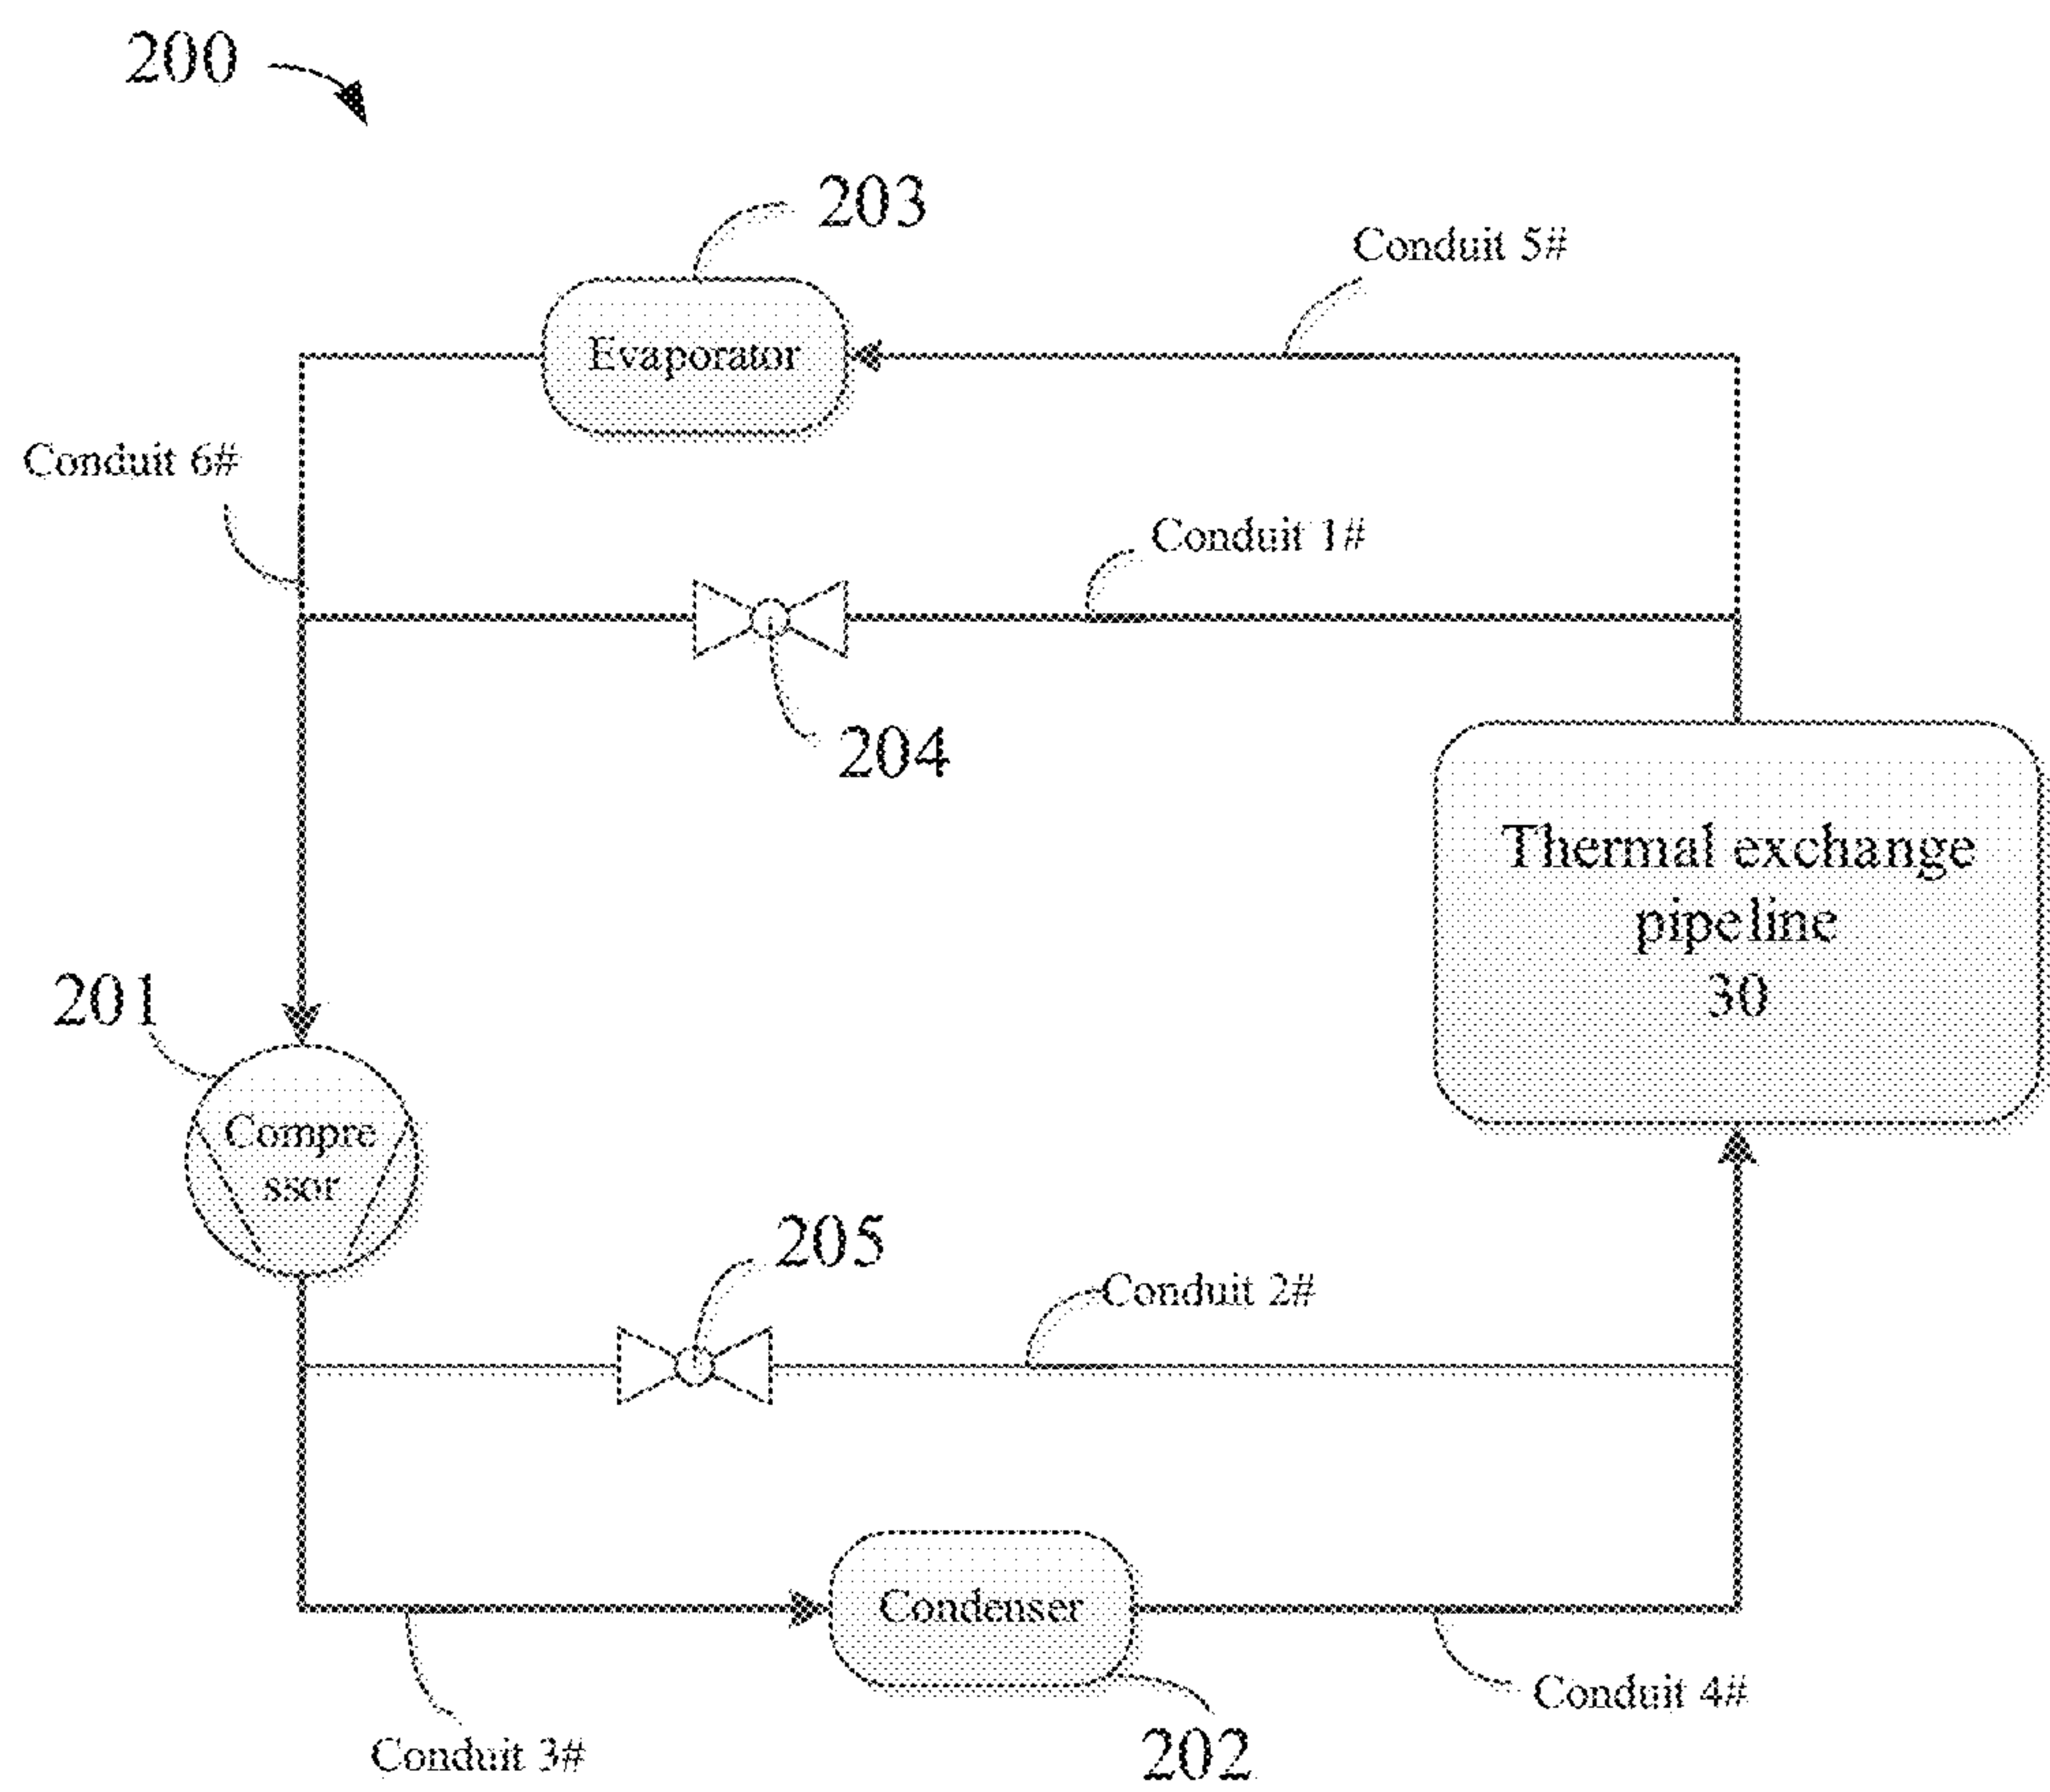 200
203
Conduit 5#
Evaporator
Conduit 6#
Conduit 1#
204
Thermal exchange
pipeline
30
201
Compre
ssor
205
Conduit 2#
Condenser
Conduit 4#
202
Conduit 3#